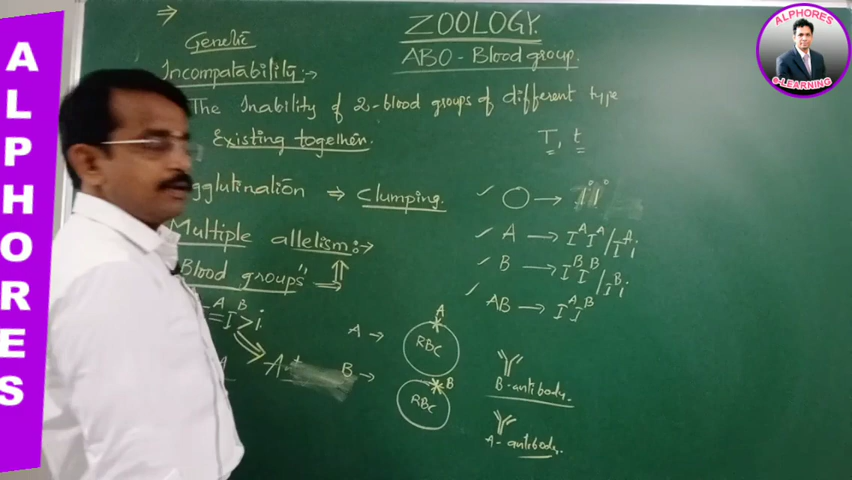 ALPHORES
ALPHORES
e-LEARNING
ZOOLOGY.
ABO - Blood group.
⇒ Genetic
Incompatability :-
The Inability of 2-blood groups of different type
Existing together.
T, t
gglutination ⇒ clumping.
Multiple allelism :→
Blood groups" ⇒
A = I^B > i
A
✓ O → ii
✓ A → I^A I^A / I^A i
✓ B → I^B I^B / I^B i
✓ AB → I^A I^B
A → RBC A
B → RBC B
B-antibody.
A-antibody.